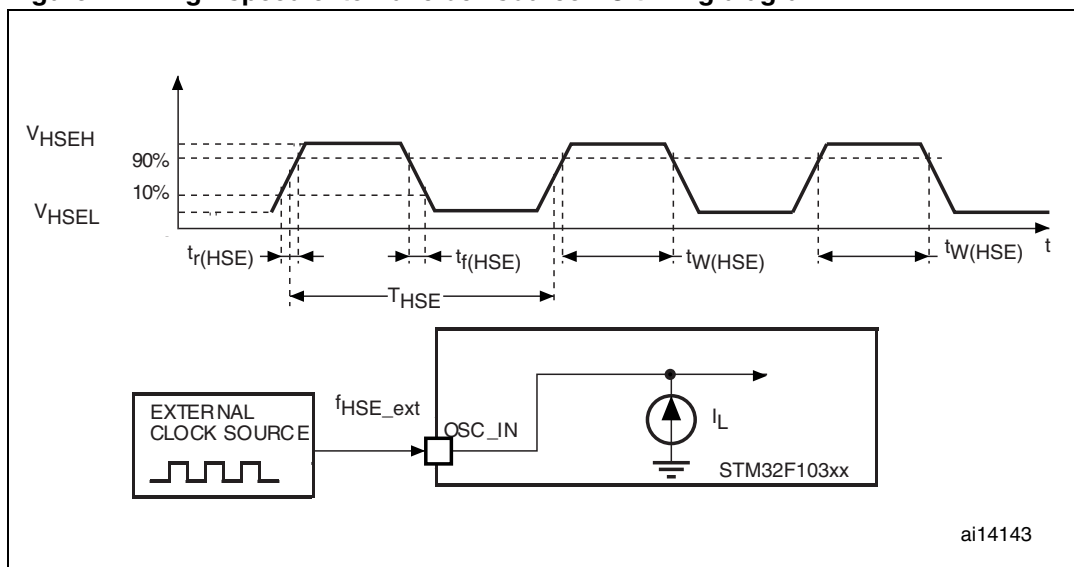 V_HSEH
90%
10%
V_HSEL
t_r(HSE)
t_f(HSE)
t_W(HSE)
t_W(HSE)
t
T_HSE
EXTERNAL
CLOCK SOURCE
f_HSE_ext
OSC_IN
I_L
STM32F103xx
ai14143